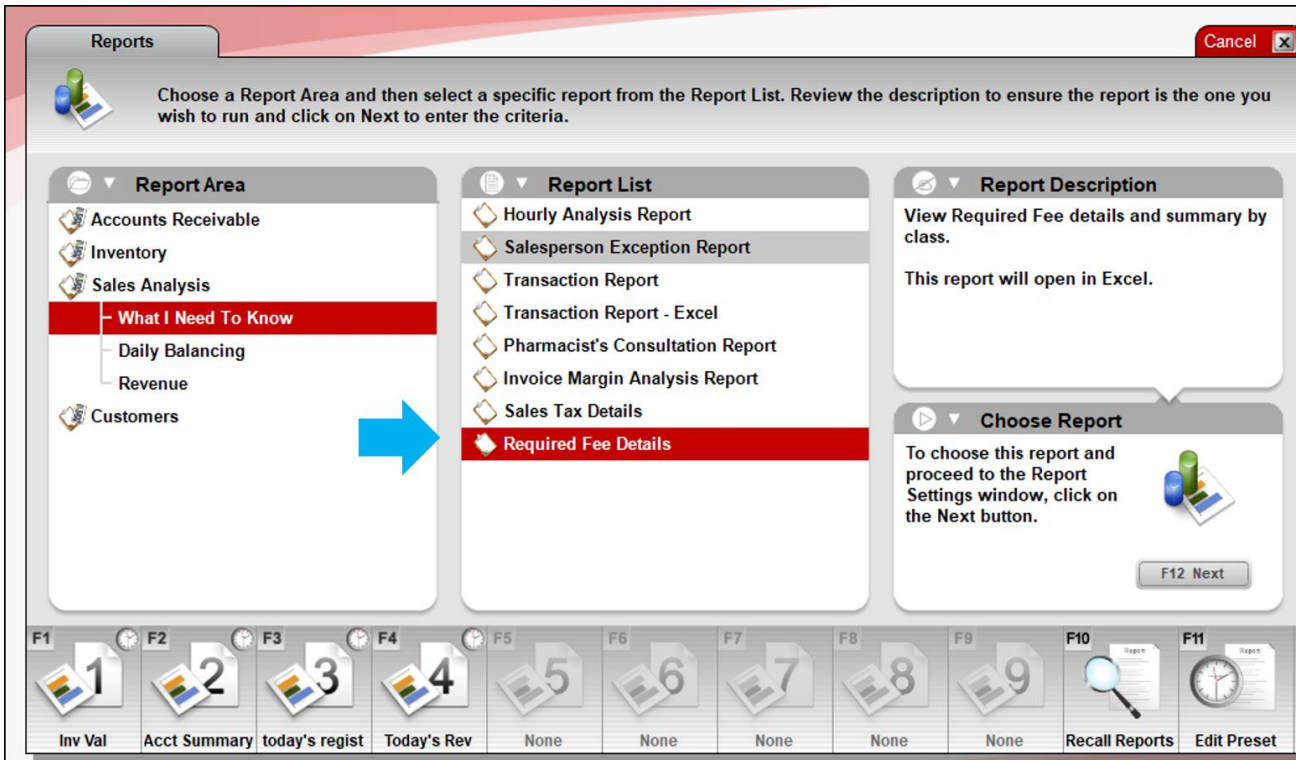 Reports
Cancel
Choose a Report Area and then select a specific report from the Report List. Review the description to ensure the report is the one you
wish to run and click on Next to enter the criteria.
Report Area
Accounts Receivable
Inventory
Sales Analysis
What I Need To Know
Daily Balancing
Revenue
Customers
Report List
Hourly Analysis Report
Salesperson Exception Report
Transaction Report
Transaction Report - Excel
Pharmacist's Consultation Report
Invoice Margin Analysis Report
Sales Tax Details
Required Fee Details
Report Description
View Required Fee details and summary by
class.
This report will open in Excel.
Choose Report
To choose this report and
proceed to the Report
Settings window, click on
the Next button.
F12 Next
F1 F2 F3 F4 F5 F6 F7 F8 F9 F10 F11
Report Report
1 2 3 4 5 6 7 8 9
Inv Val Acct Summary today's regist Today's Rev None None None None None Recall Reports Edit Preset